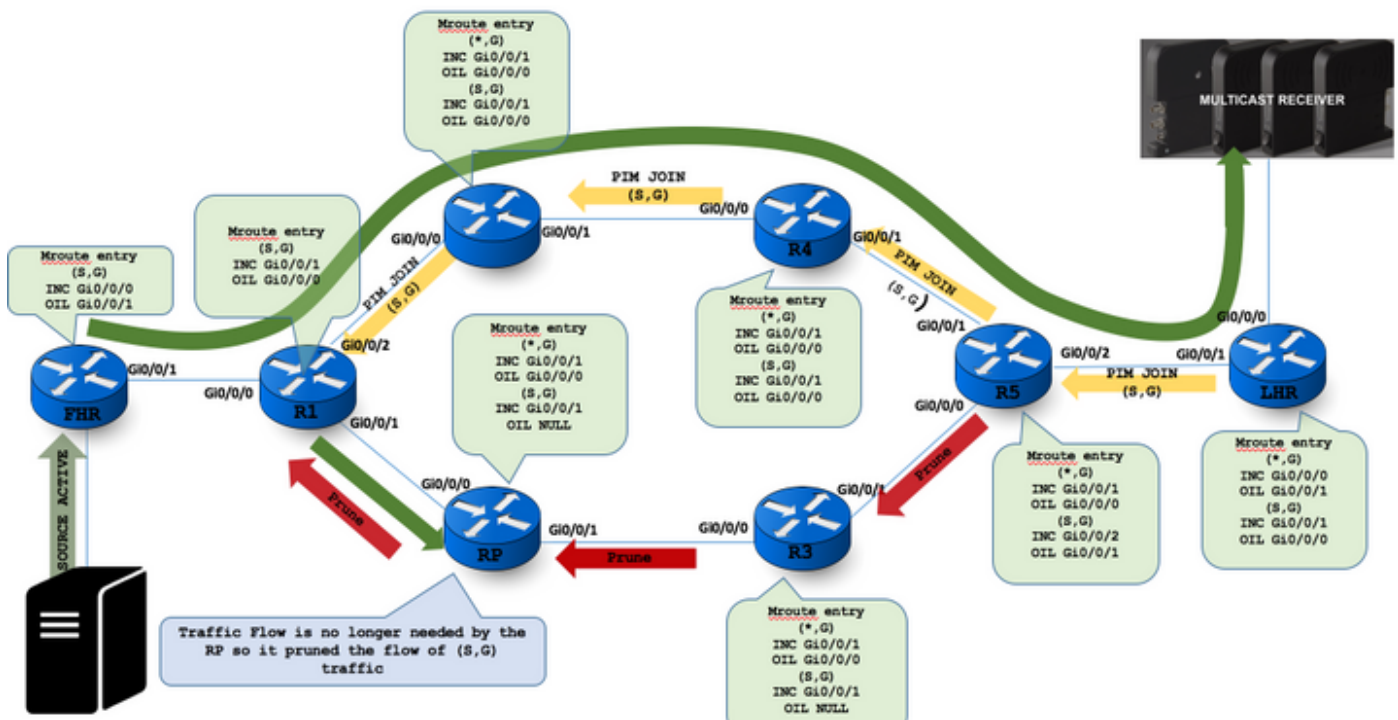 Mroute entry
(*,G)
INC Gi0/0/1
OIL Gi0/0/0
(S,G)
INC Gi0/0/1
OIL Gi0/0/0
MULTICAST RECEIVER
PIM JOIN
(S,G)
Gi0/0/0
Gi0/0/1
Gi0/0/0
R4
Gi0/0/1
Mroute entry
(S,G)
INC Gi0/0/1
OIL Gi0/0/0
Mroute entry
(S,G)
INC Gi0/0/0
OIL Gi0/0/1
PIM JOIN
(S,G)
PIM JOIN
(S,G)
Mroute entry
(*,G)
INC Gi0/0/1
OIL Gi0/0/0
(S,G)
INC Gi0/0/1
OIL Gi0/0/0
Mroute entry
(*,G)
INC Gi0/0/1
OIL Gi0/0/0
(S,G)
INC Gi0/0/1
OIL NULL
Gi0/0/1
Gi0/0/0
Gi0/0/2
Gi0/0/2
Gi0/0/1
PIM JOIN
(S,G)
Gi0/0/1
Gi0/0/0
FHR
R1
R5
LHR
Gi0/0/0
Gi0/0/1
Mroute entry
(*,G)
INC Gi0/0/1
OIL Gi0/0/0
(S,G)
INC Gi0/0/2
OIL Gi0/0/1
Mroute entry
(*,G)
INC Gi0/0/0
OIL Gi0/0/1
(S,G)
INC Gi0/0/1
OIL Gi0/0/0
SOURCE ACTIVE
Prune
Gi0/0/0
RP
Gi0/0/1
Prune
Gi0/0/0
R3
Gi0/0/1
Prune
Traffic Flow is no longer needed by the
RP so it pruned the flow of (S,G)
traffic
Mroute entry
(*,G)
INC Gi0/0/1
OIL Gi0/0/0
(S,G)
INC Gi0/0/1
OIL NULL